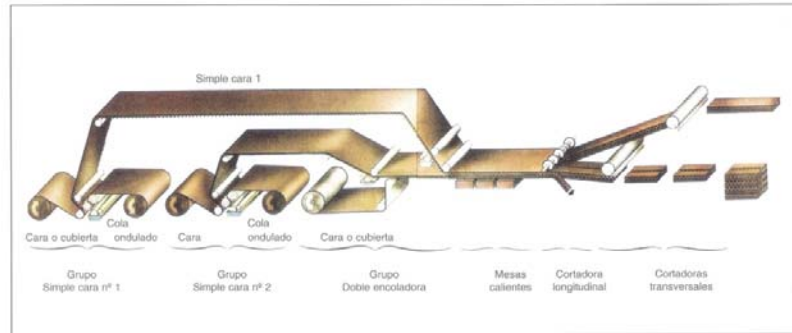 Simple cara 1
Cola
ondulado
Cola
ondulado
Cara o cubierta
Cara
Cara o cubierta
Grupo
Simple cara nº 1
Grupo
Simple cara nº 2
Grupo
Doble encoladora
Mesas
calientes
Cortadora
longitudinal
Cortadoras
transversales